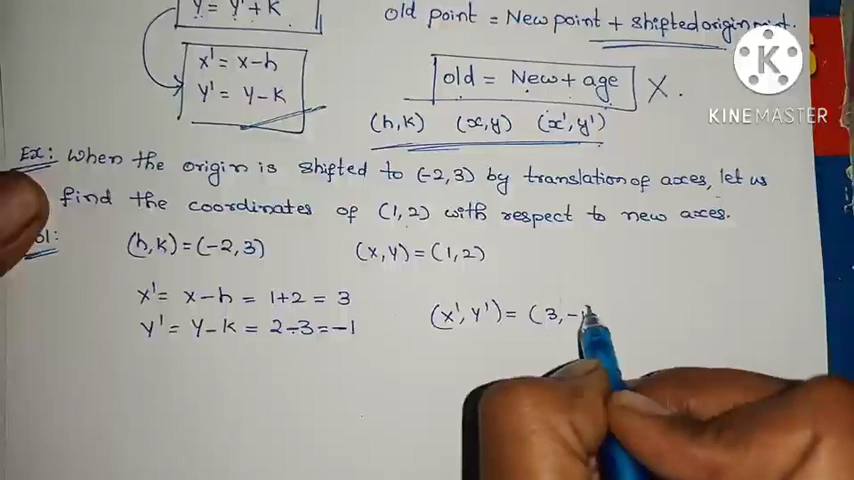 Y = Y' + K
old point = New point + shifted origin
x' = x-h
Y' = Y-K
old = New + age X.
(h,k) (x,y) (x',y')
Ex: When the origin is shifted to (-2,3) by translation of axes, let us
find the coordinates of (1,2) with respect to new axes.
(h,k)=(-2,3) (x,y)=(1,2)
x' = x-h = 1+2 = 3
y' = Y-K = 2-3=-1
(x',y')= (3,-
K
KINEMASTER